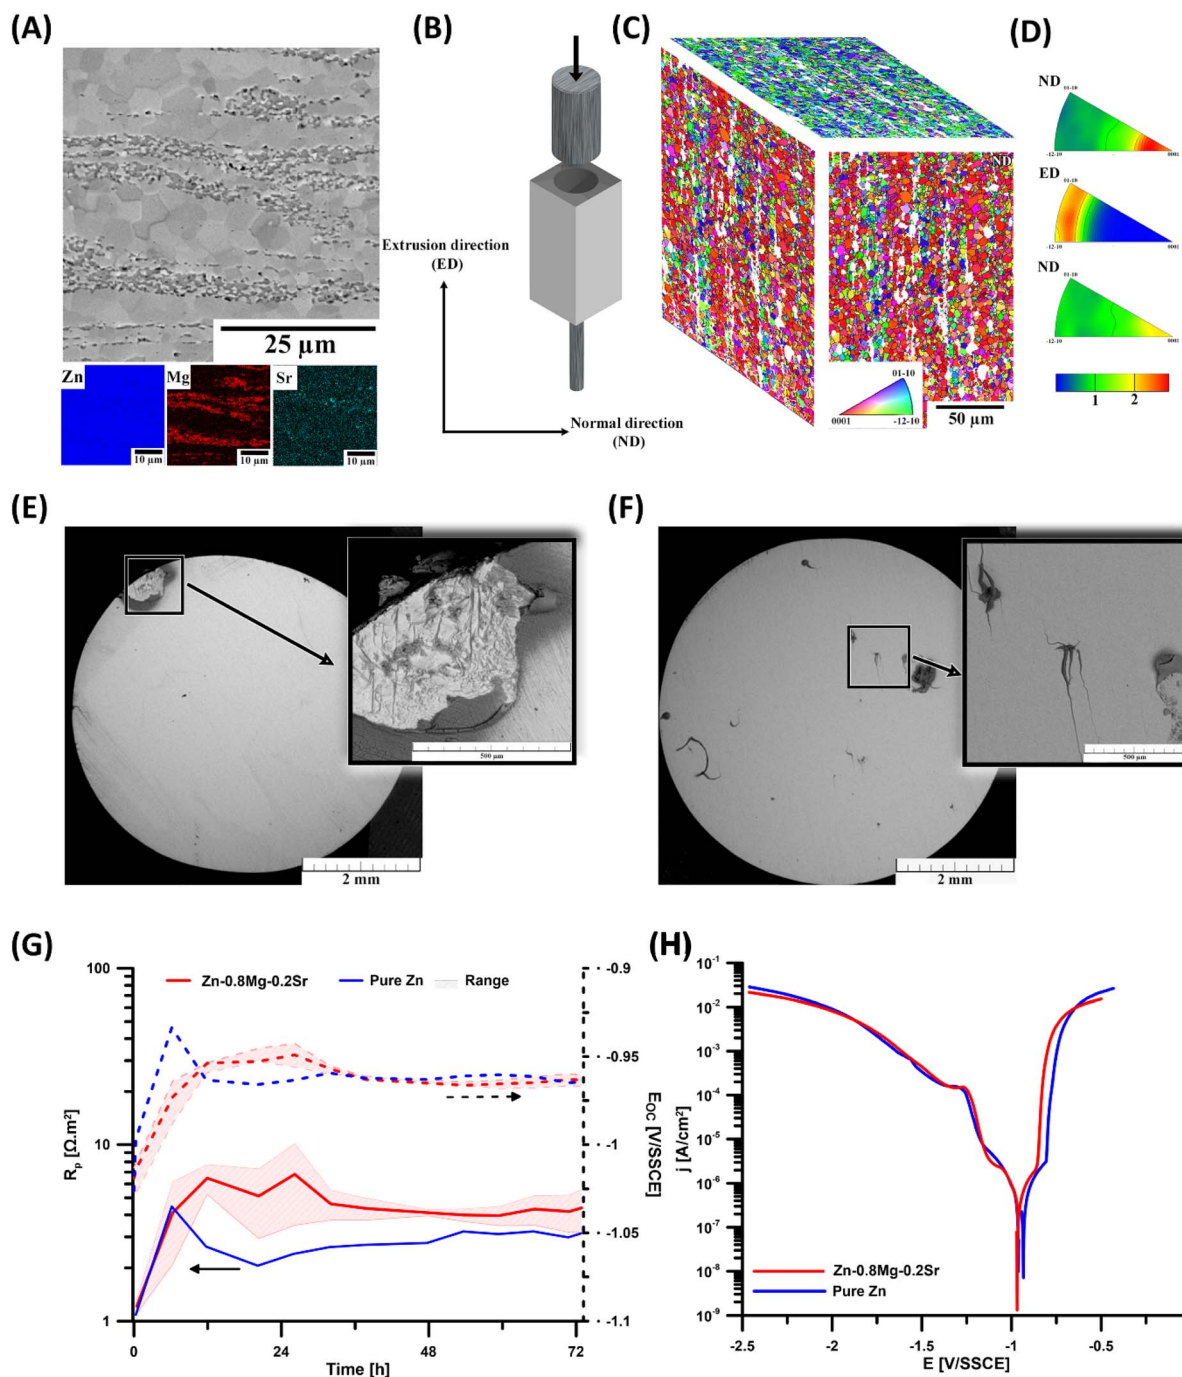 (A)
25 µm
Zn
10 µm
Mg
10 µm
Sr
10 µm
(B)
Extrusion direction
(ED)
Normal direction
(ND)
(C)
ND
01-10
0001
-12-10
50 µm
(D)
ND
01-10
-12-10
0001
ED
01-10
-12-10
0001
ND
01-10
-12-10
0001
1
2
(E)
500 µm
2 mm
(F)
500 µm
2 mm
(G)
Zn-0.8Mg-0.2Sr
Pure Zn
Range
100
10
1
Rp [Ω.m²]
0
24
48
72
Time [h]
-0.9
-0.95
-1
-1.05
-1.1
EOC [V/SSCE]
(H)
10⁻¹
10⁻²
10⁻³
10⁻⁴
10⁻⁵
10⁻⁶
10⁻⁷
10⁻⁸
10⁻⁹
j [A/cm²]
Zn-0.8Mg-0.2Sr
Pure Zn
-2.5
-2
-1.5
-1
-0.5
E [V/SSCE]